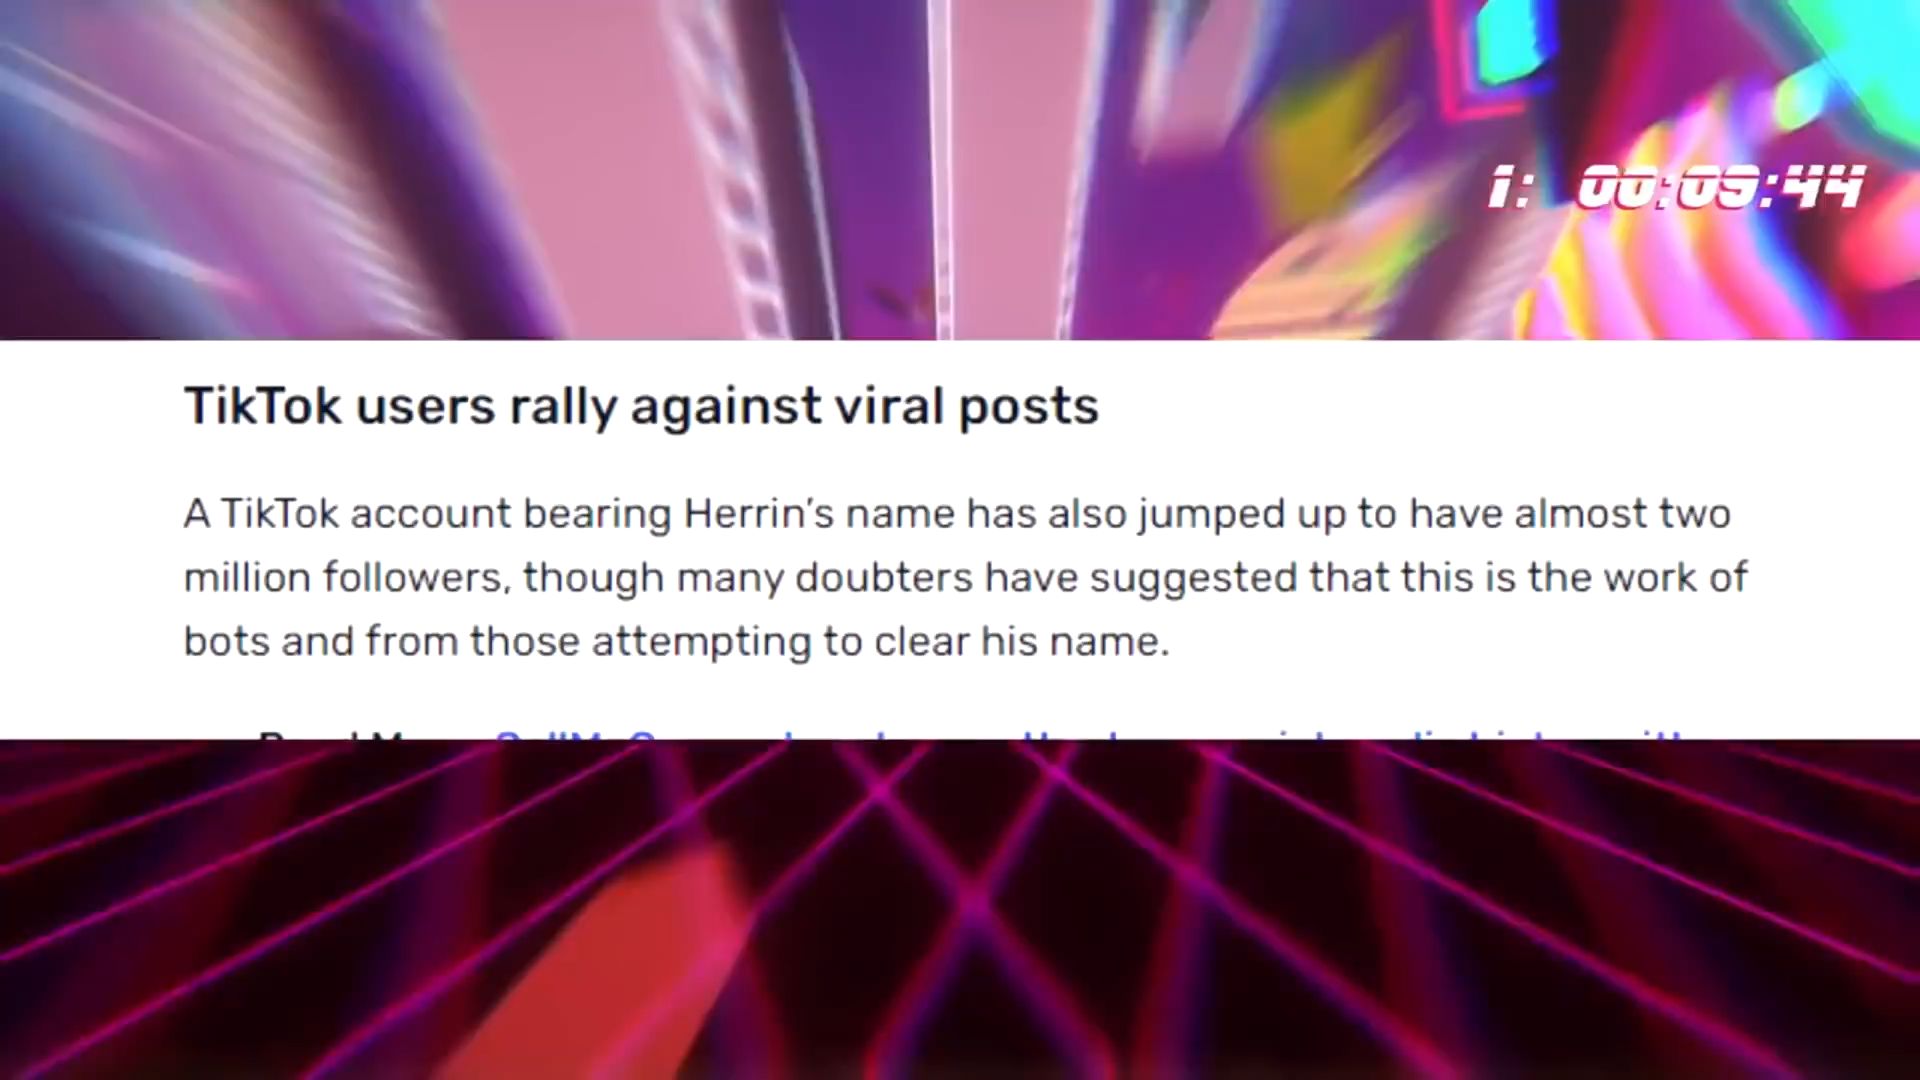 1: 00:09:44
TikTok users rally against viral posts
A TikTok account bearing Herrin's name has also jumped up to have almost two
million followers, though many doubters have suggested that this is the work of
bots and from those attempting to clear his name.